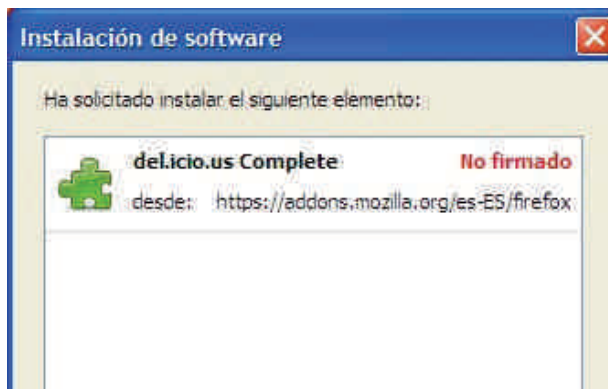 Instalación de software
Ha solicitado instalar el siguiente elemento:
del.icio.us Complete No firmado
desde: https://addons.mozilla.org/es-ES/firefox